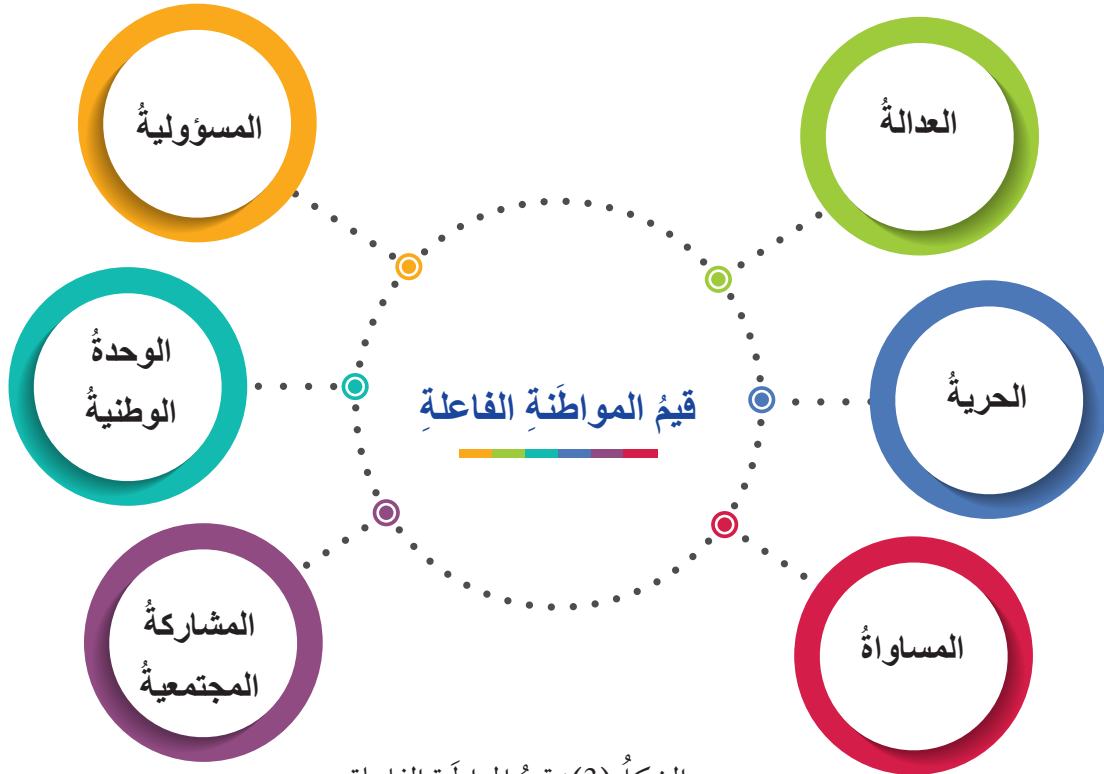 العدالةُ
المسؤوليةُ
الحريةُ
الوحدةُ
الوطنيةُ
قيمُ المواطَنةِ الفاعلةِ
المساواةُ
المشاركةُ
المجتمعيةُ